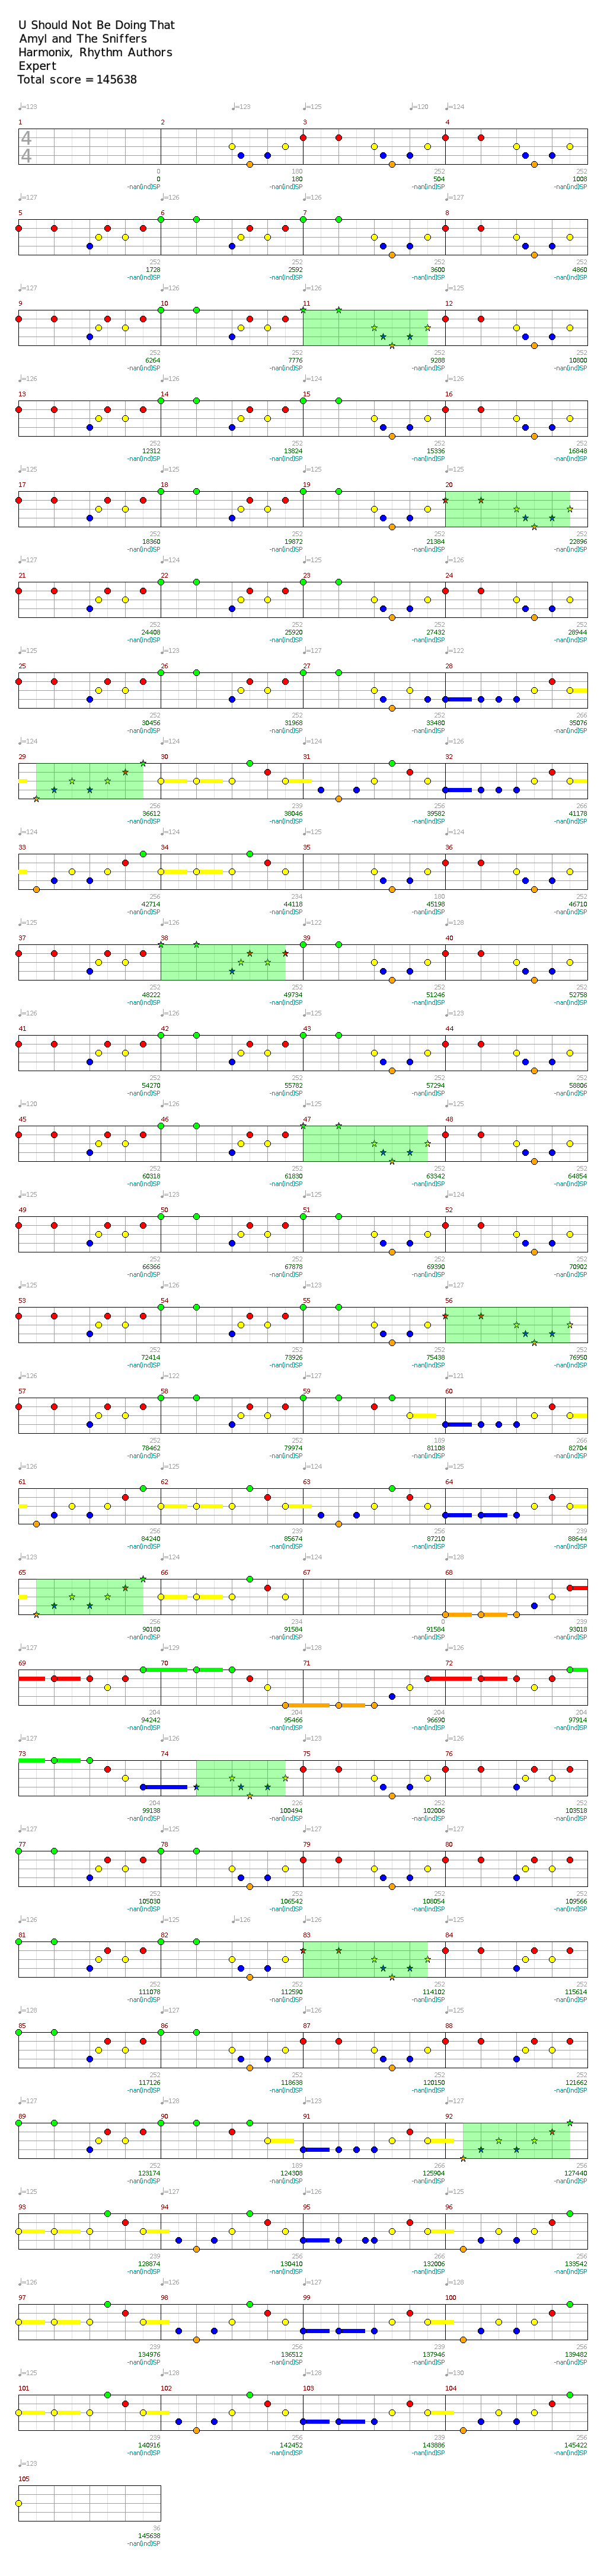 U Should Not Be Doing That
Amyl and The Sniffers
Harmonix, Rhythm Authors
Expert
Total score = 145638
♩=123 ♩=123 ♩=125 ♩=120 ♩=124
1 2 3 4
4
4
0 180 252 252
0 180 504 1008
-nan(ind)SP -nan(ind)SP -nan(ind)SP -nan(ind)SP
♩=127 ♩=126 ♩=126
5 6 7 8
252 252 252 252
1728 2592 3600 4860
-nan(ind)SP -nan(ind)SP -nan(ind)SP -nan(ind)SP
♩=127 ♩=126 ♩=126
9 10 11 12
252 252 252 252
6264 7776 9288 10800
-nan(ind)SP -nan(ind)SP -nan(ind)SP -nan(ind)SP
♩=126 ♩=126 ♩=124 ♩=126
13 14 15 16
252 252 252 252
12312 13824 15336 16848
-nan(ind)SP -nan(ind)SP -nan(ind)SP -nan(ind)SP
♩=125 ♩=125 ♩=125
17 18 19 20
252 252 252 252
18360 19872 21384 22896
-nan(ind)SP -nan(ind)SP -nan(ind)SP -nan(ind)SP
♩=127 ♩=124 ♩=126
21 22 23 24
252 252 252 252
24408 25920 27432 28944
-nan(ind)SP -nan(ind)SP -nan(ind)SP -nan(ind)SP
♩=125 ♩=123 ♩=125 ♩=122
25 26 27 28
252 252 252 266
30456 31968 33480 35076
-nan(ind)SP -nan(ind)SP -nan(ind)SP -nan(ind)SP
♩=124 ♩=124 ♩=125
29 30 31 32
256 239 256 266
36612 38046 39582 41178
-nan(ind)SP -nan(ind)SP -nan(ind)SP -nan(ind)SP
♩=124 ♩=124 ♩=124
33 34 35 36
256 234 180 252
42714 44118 45198 46710
-nan(ind)SP -nan(ind)SP -nan(ind)SP -nan(ind)SP
♩=125 ♩=126 ♩=122 ♩=128
37 38 39 40
252 252 252 252
48222 49734 51246 52758
-nan(ind)SP -nan(ind)SP -nan(ind)SP -nan(ind)SP
♩=126 ♩=126 ♩=125 ♩=123
41 42 43 44
252 252 252 252
54270 55782 57294 58806
-nan(ind)SP -nan(ind)SP -nan(ind)SP -nan(ind)SP
♩=120 ♩=126 ♩=125
45 46 47 48
252 252 252 252
60318 61830 63342 64854
-nan(ind)SP -nan(ind)SP -nan(ind)SP -nan(ind)SP
♩=125 ♩=123 ♩=125 ♩=124
49 50 51 52
252 252 252 252
66366 67878 69390 70902
-nan(ind)SP -nan(ind)SP -nan(ind)SP -nan(ind)SP
♩=125 ♩=126 ♩=123 ♩=127
53 54 55 56
252 252 252 252
72414 73926 75438 76950
-nan(ind)SP -nan(ind)SP -nan(ind)SP -nan(ind)SP
♩=126 ♩=122 ♩=125 ♩=121
57 58 59 60
252 252 189 266
78462 79974 81108 82704
-nan(ind)SP -nan(ind)SP -nan(ind)SP -nan(ind)SP
♩=126 ♩=125 ♩=124
61 62 63 64
256 239 256 239
84240 85674 87210 88644
-nan(ind)SP -nan(ind)SP -nan(ind)SP -nan(ind)SP
♩=123 ♩=124 ♩=124 ♩=128
65 66 67 68
256 234 0 239
90180 91584 91584 93018
-nan(ind)SP -nan(ind)SP -nan(ind)SP -nan(ind)SP
♩=127 ♩=129 ♩=128 ♩=127
69 70 71 72
204 204 204 204
94242 95466 96690 97914
-nan(ind)SP -nan(ind)SP -nan(ind)SP -nan(ind)SP
♩=127 ♩=127 ♩=125
73 74 75 76
204 226 252 252
99138 100494 102006 103518
-nan(ind)SP -nan(ind)SP -nan(ind)SP -nan(ind)SP
♩=127 ♩=127
77 78 79 80
252 252 252 252
105030 106542 108054 109566
-nan(ind)SP -nan(ind)SP -nan(ind)SP -nan(ind)SP
♩=126 ♩=125 ♩=126 ♩=126
81 82 83 84
252 252 252 252
111078 112590 114102 115614
-nan(ind)SP -nan(ind)SP -nan(ind)SP -nan(ind)SP
♩=128 ♩=127 ♩=125
85 86 87 88
252 252 252 252
117126 118638 120150 121662
-nan(ind)SP -nan(ind)SP -nan(ind)SP -nan(ind)SP
♩=127 ♩=128 ♩=123 ♩=125
89 90 91 92
252 189 266 256
123174 124308 125904 127440
-nan(ind)SP -nan(ind)SP -nan(ind)SP -nan(ind)SP
♩=125 ♩=127 ♩=126
93 94 95 96
239 256 266 256
128874 130410 132006 133542
-nan(ind)SP -nan(ind)SP -nan(ind)SP -nan(ind)SP
♩=126 ♩=126 ♩=127 ♩=128
97 98 99 100
239 256 239 256
134976 136512 137946 139482
-nan(ind)SP -nan(ind)SP -nan(ind)SP -nan(ind)SP
♩=125 ♩=128 ♩=128 ♩=130
101 102 103 104
239 256 239 256
140916 142452 143886 145422
-nan(ind)SP -nan(ind)SP -nan(ind)SP -nan(ind)SP
♩=123
105
36
145638
-nan(ind)SP